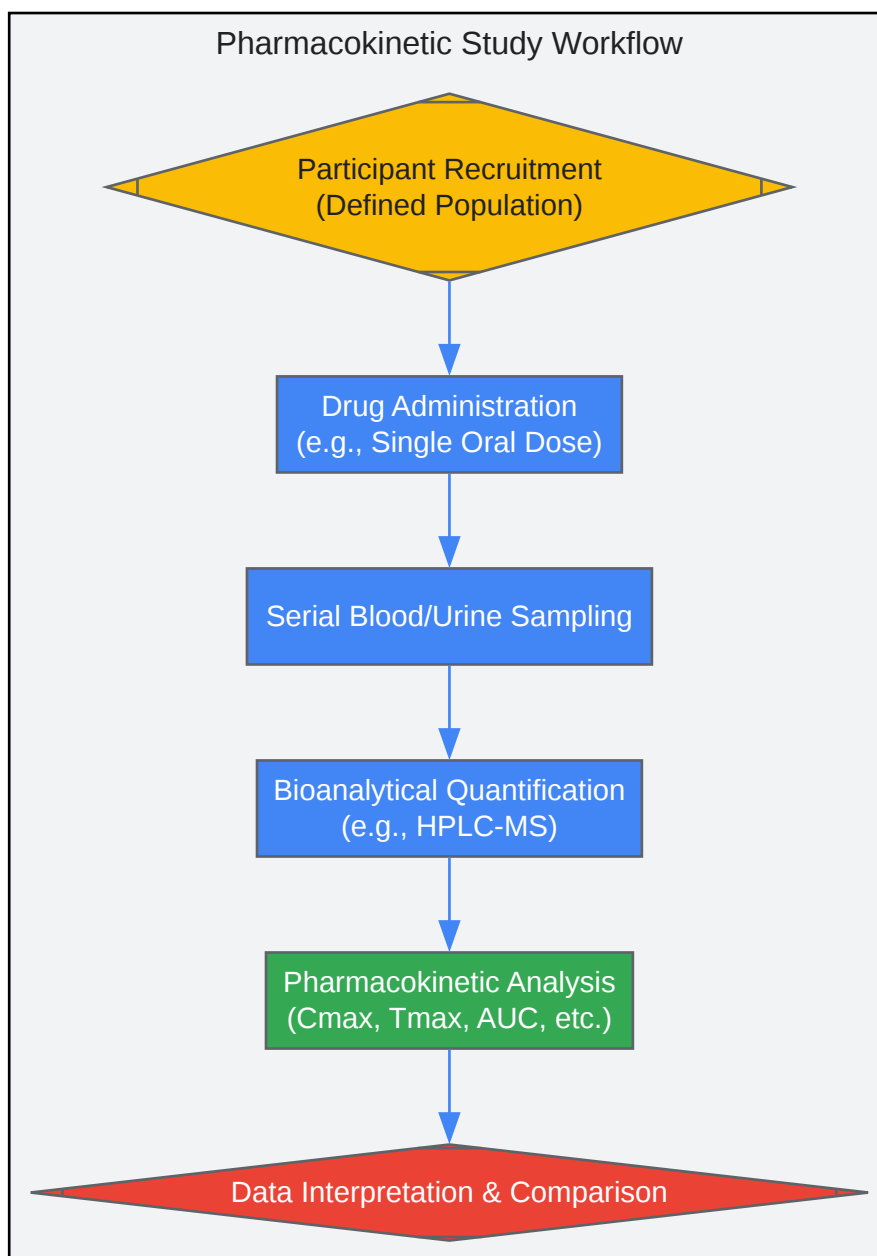 Pharmacokinetic Study Workflow
Participant Recruitment
(Defined Population)
Drug Administration
(e.g., Single Oral Dose)
Serial Blood/Urine Sampling
Bioanalytical Quantification
(e.g., HPLC-MS)
Pharmacokinetic Analysis
(Cmax, Tmax, AUC, etc.)
Data Interpretation & Comparison